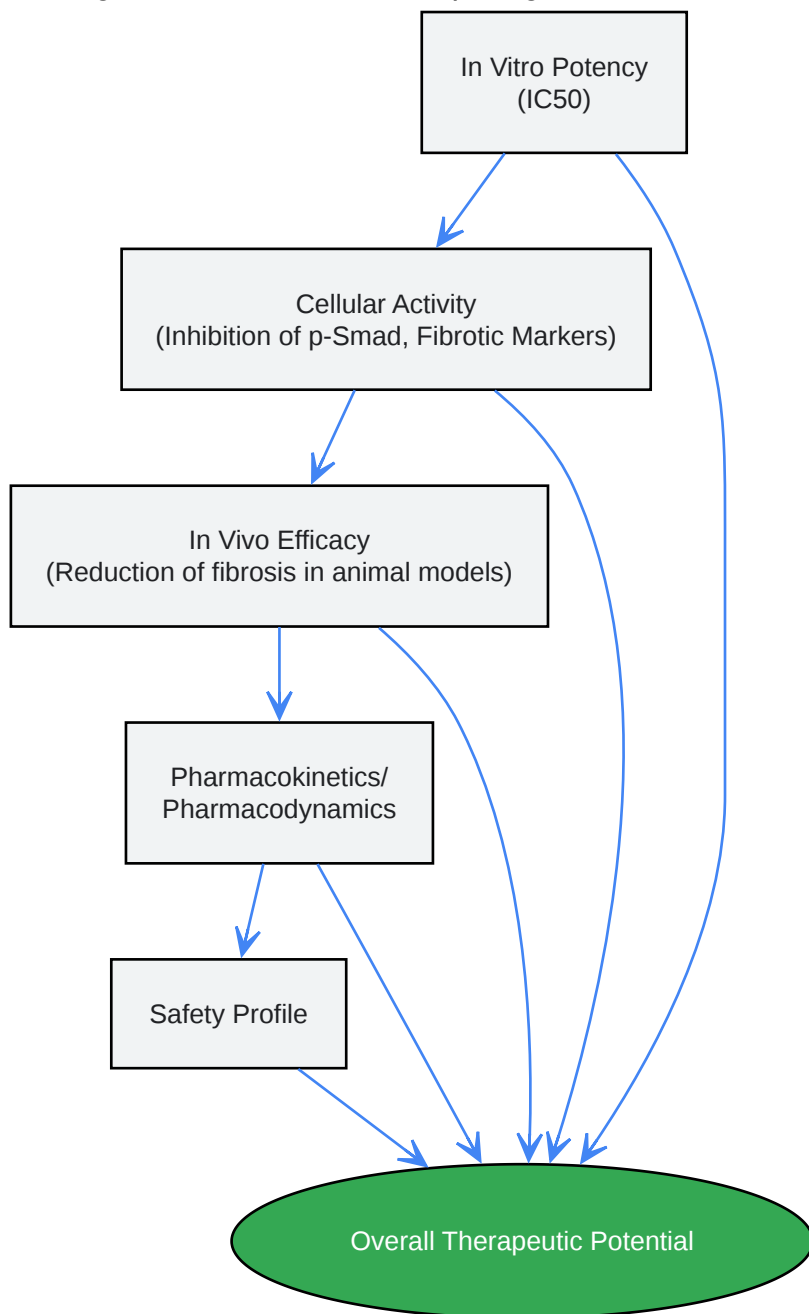 In Vitro Potency
(IC50)
Cellular Activity
(Inhibition of p-Smad, Fibrotic Markers)
In Vivo Efficacy
(Reduction of fibrosis in animal models)
Pharmacokinetics/
Pharmacodynamics
Safety Profile
Overall Therapeutic Potential